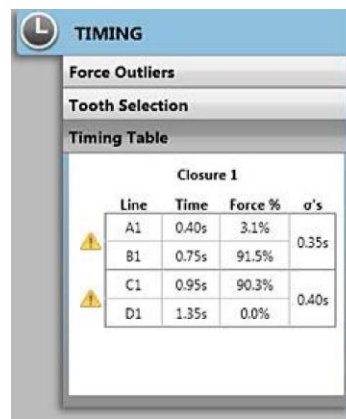 TIMING
Force Outliers
Tooth Selection
Timing Table
Closure 1
Line Time Force % σ's
A1 0.40s 3.1%
0.35s
B1 0.75s 91.5%
C1 0.95s 90.3%
0.40s
D1 1.35s 0.0%